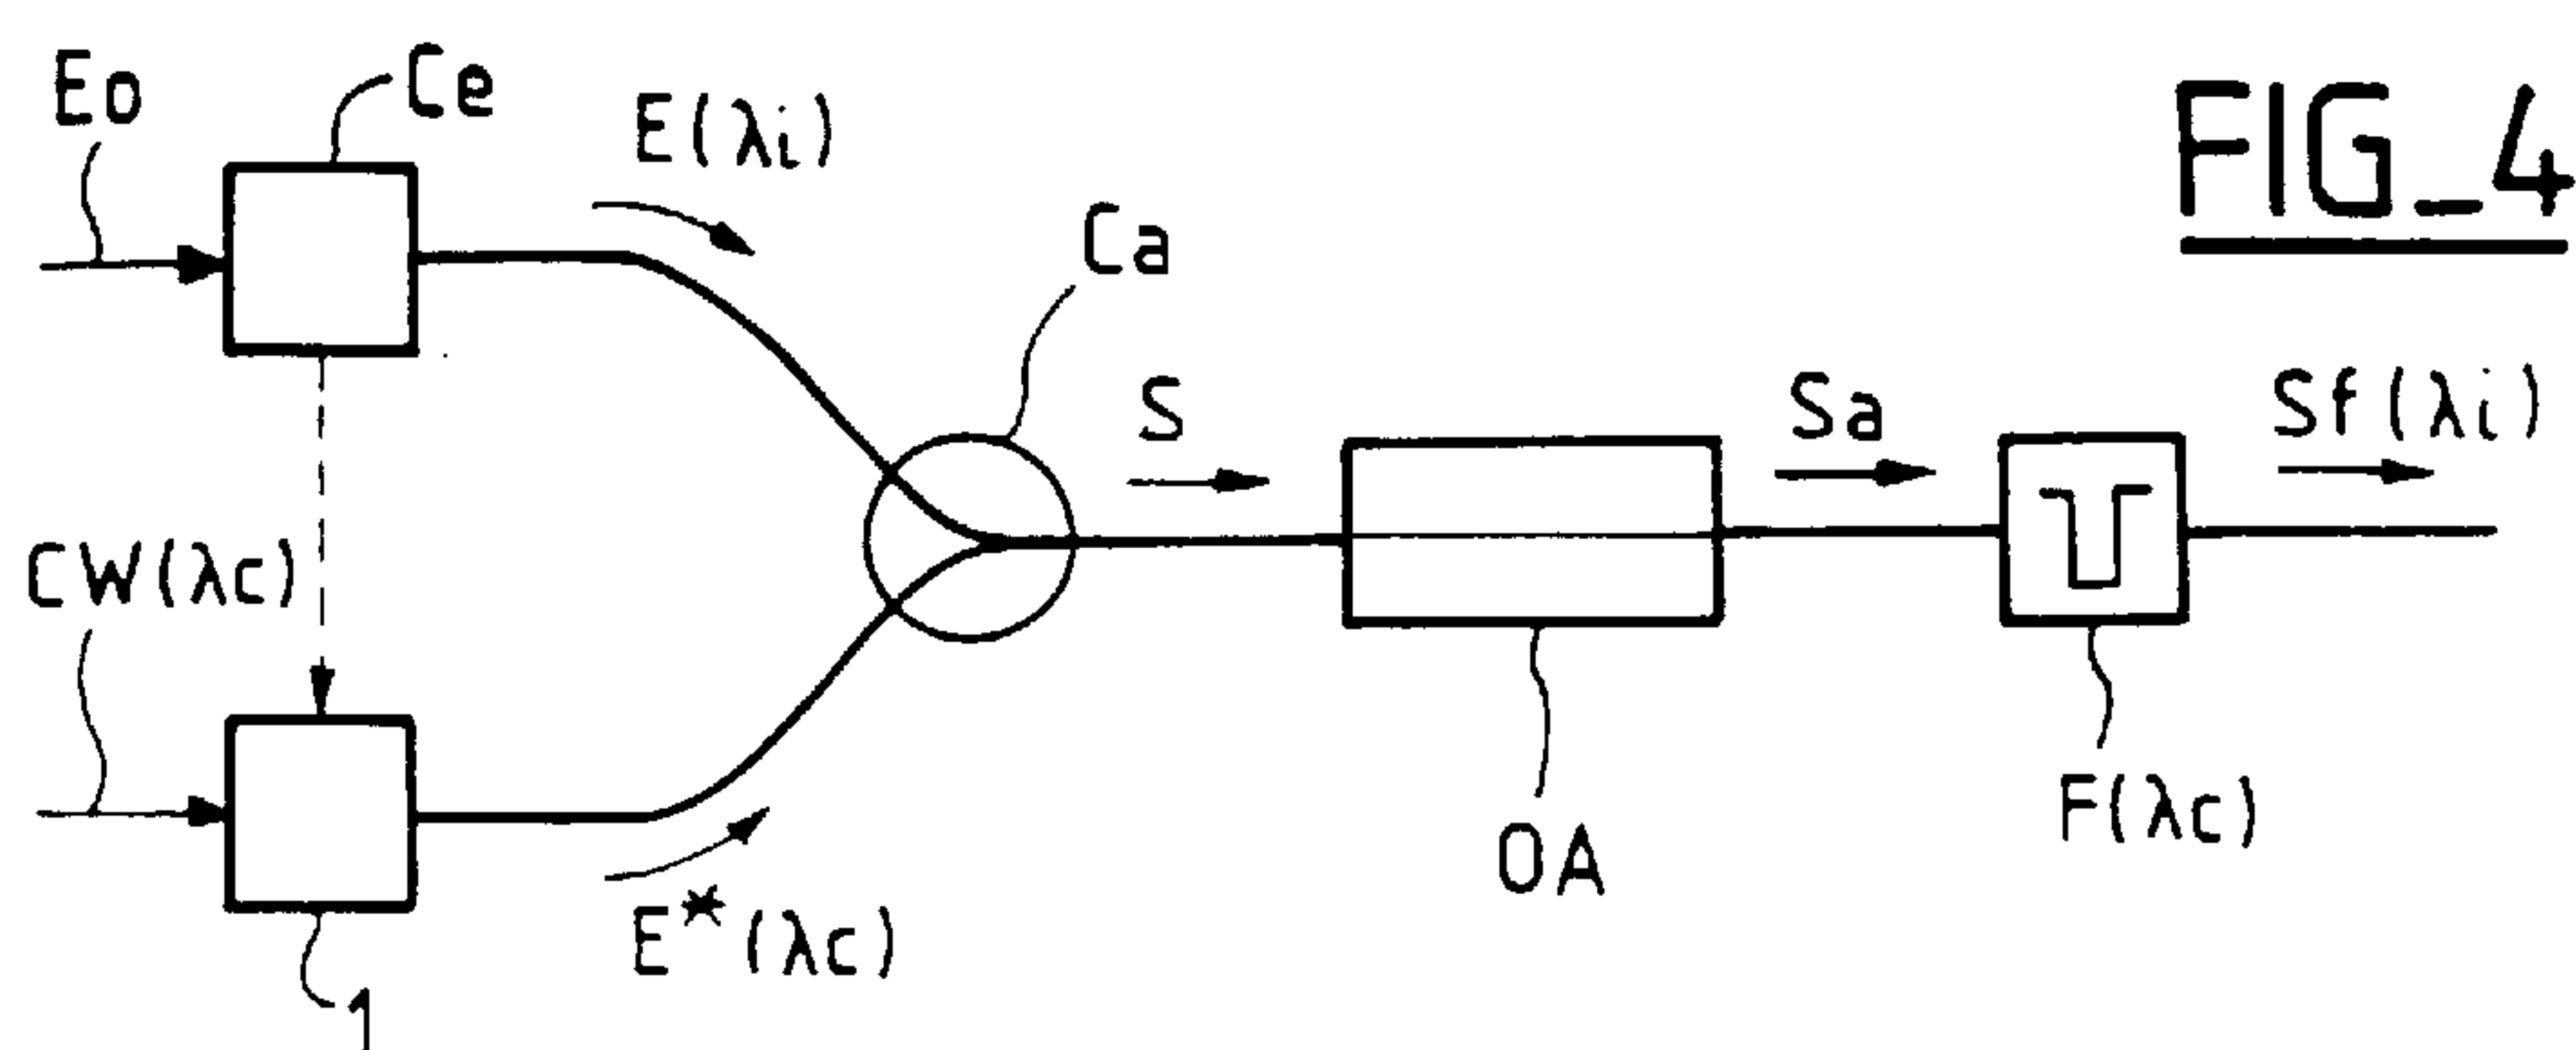 Eo
Ce
E(λi)
FIG_4
Ca
S
Sa
Sf(λi)
CW(λc)
F(λc)
OA
E*(λc)
1